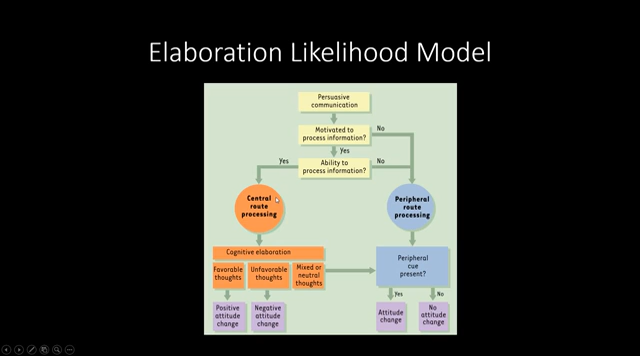 Elaboration Likelihood Model
Persuasive
communication
Motivated to
process information?
No
Yes
Ability to
process information?
Yes
No
Central
route
processing
Peripheral
route
processing
Cognitive elaboration
Favorable
thoughts
Unfavorable
thoughts
Mixed or
neutral
thoughts
Peripheral
cue
present?
Yes
No
Positive
attitude
change
Negative
attitude
change
Attitude
change
No
attitude
change